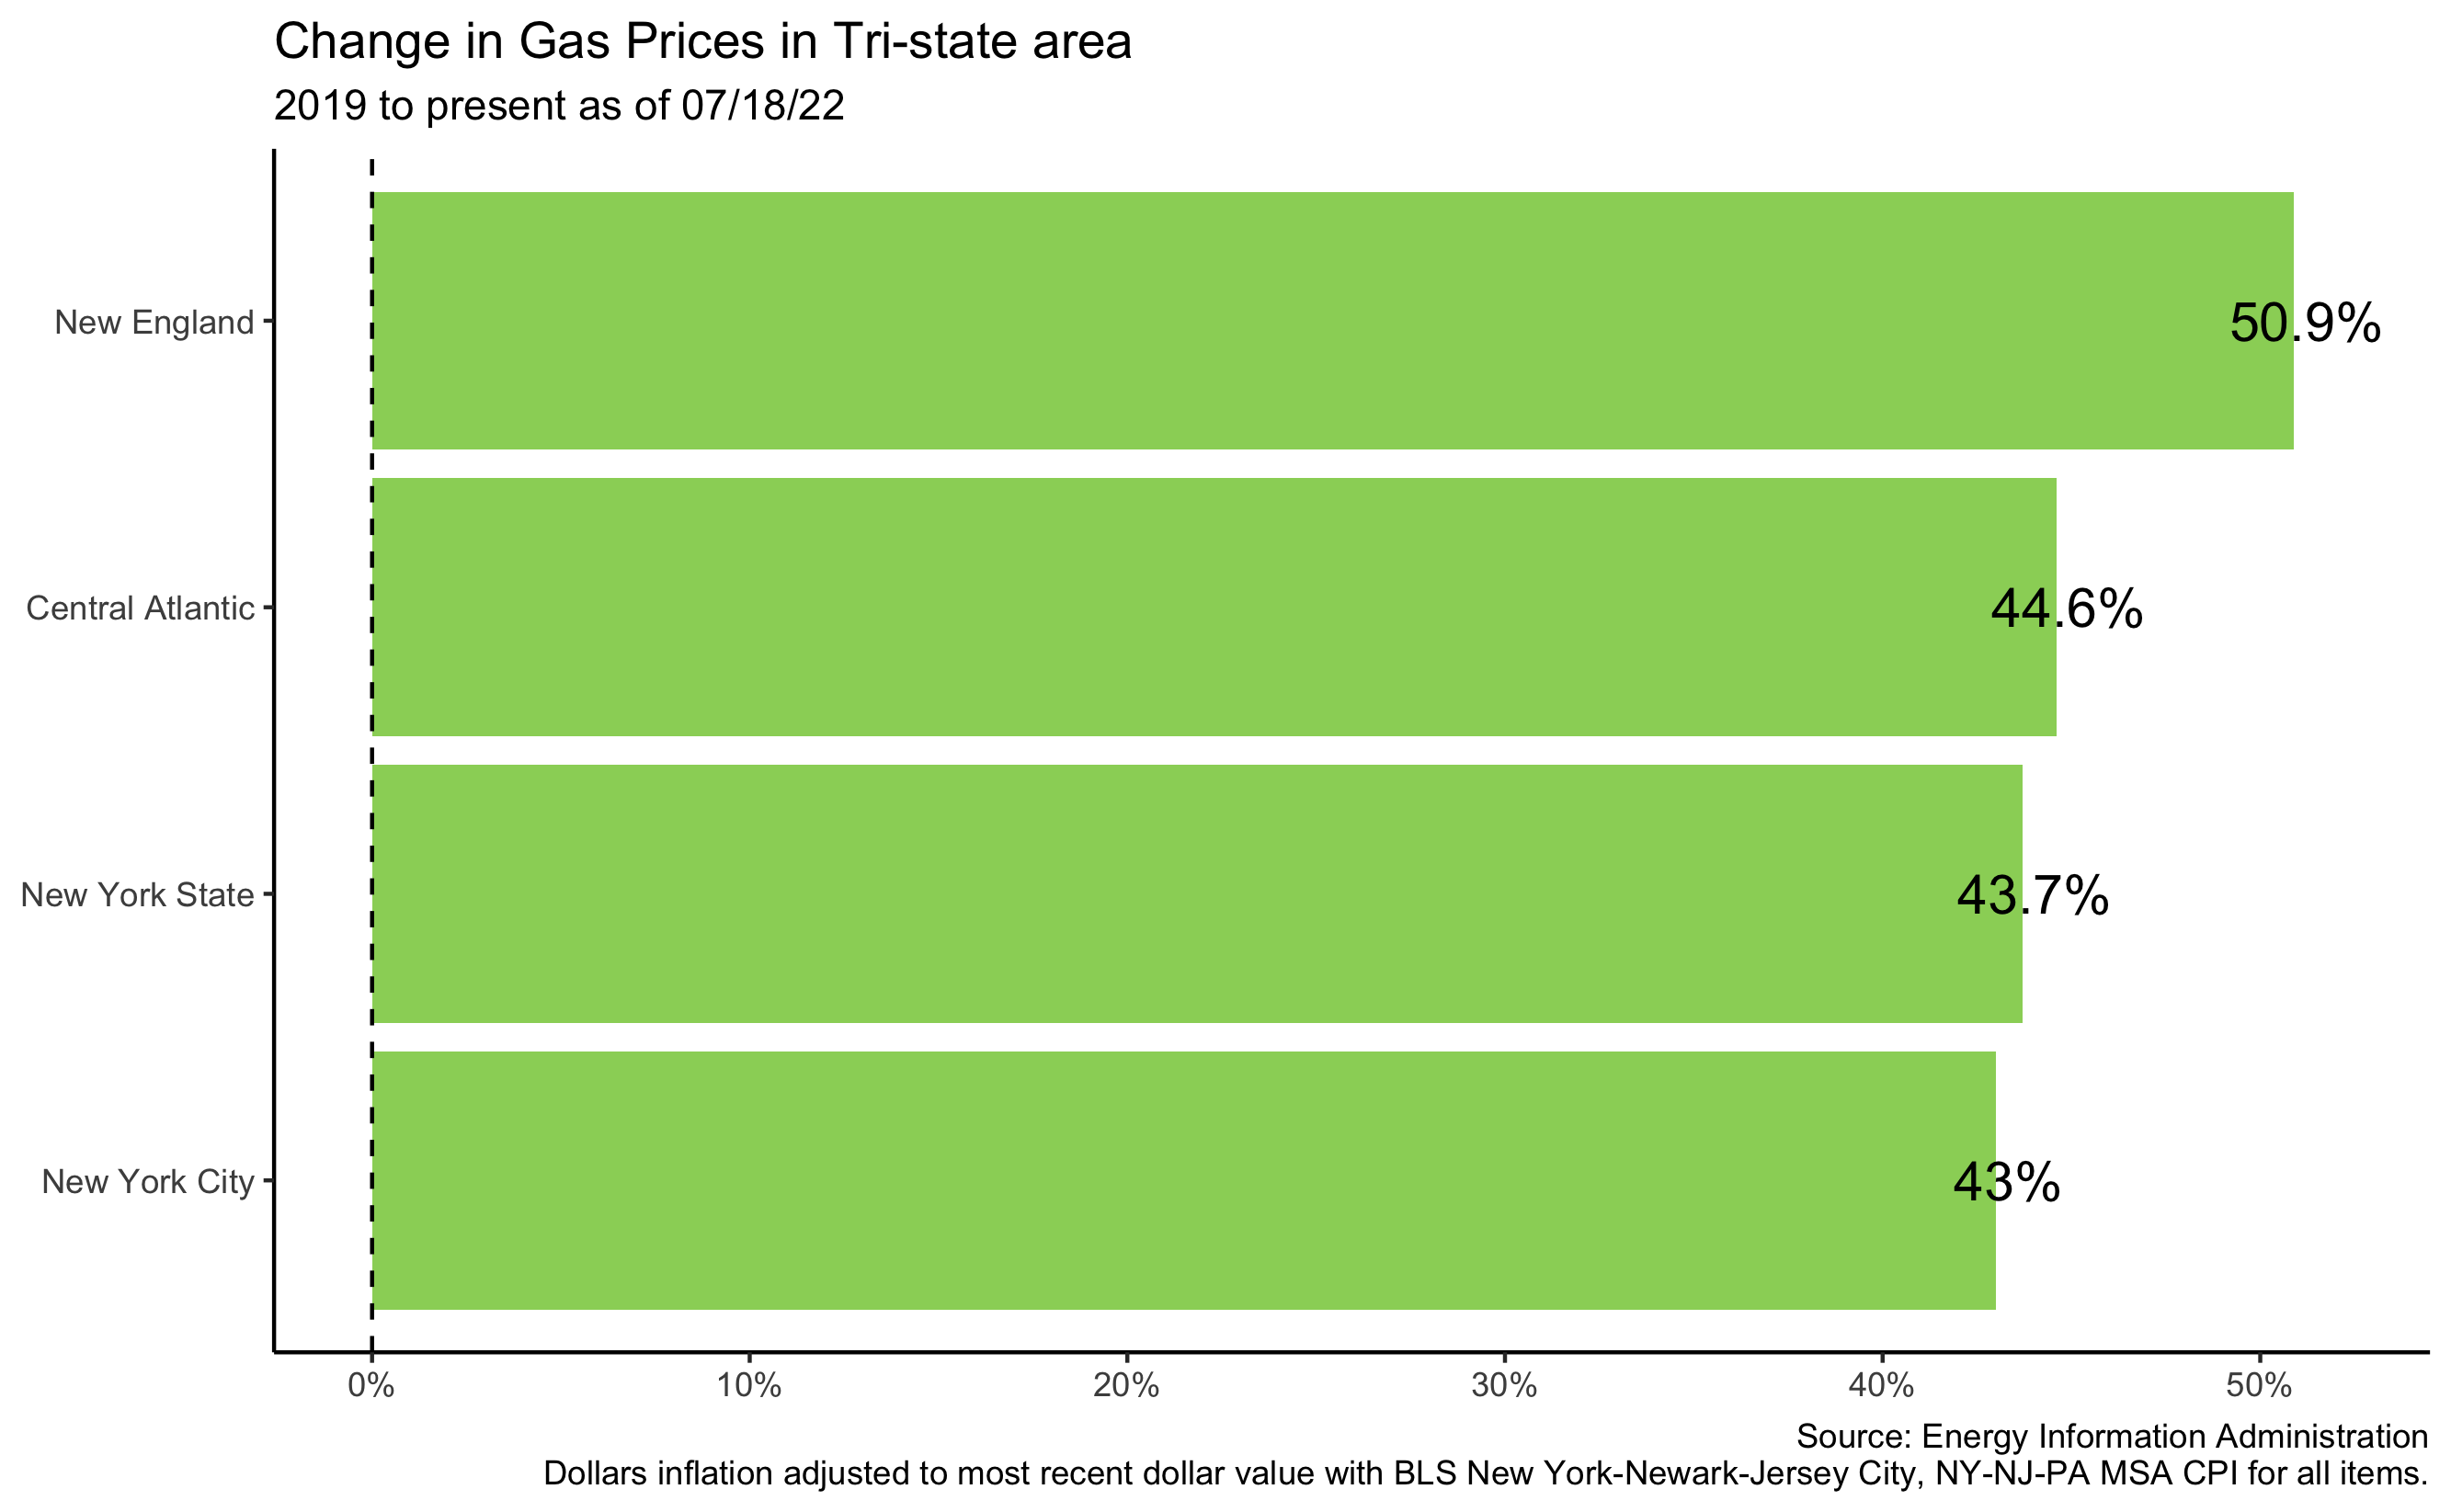 Change in Gas Prices in Tri-state area
2019 to present as of 07/18/22
New England
50.9%
Central Atlantic
44.6%
New York State
43.7%
New York City
43%
0% 10% 20% 30% 40% 50%
Source: Energy Information Administration
Dollars inflation adjusted to most recent dollar value with BLS New York-Newark-Jersey City, NY-NJ-PA MSA CPI for all items.